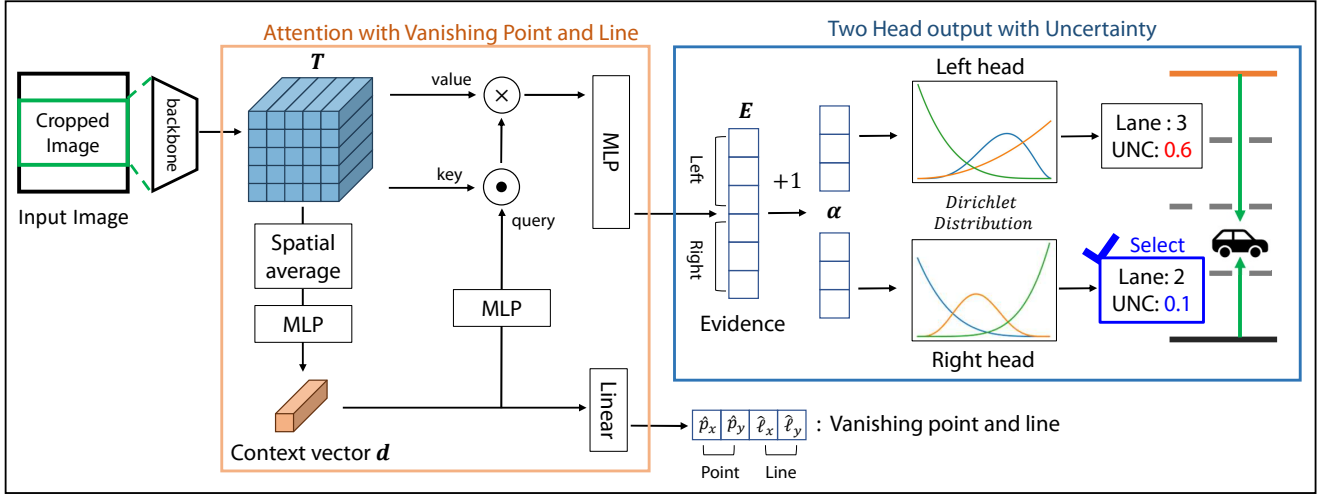 Attention with Vanishing Point and Line
Two Head output with Uncertainty
T
Cropped
Image
Input Image
backbone
value
key
query
Spatial
average
MLP
MLP
MLP
Context vector d
Linear
p̂ₓ p̂ᵧ ℓ̂ₓ ℓ̂ᵧ : Vanishing point and line
Point
Line
E
Left
Right
Evidence
+1
α
Left head
Dirichlet
Distribution
Right head
Lane : 3
UNC: 0.6
Select
Lane: 2
UNC: 0.1